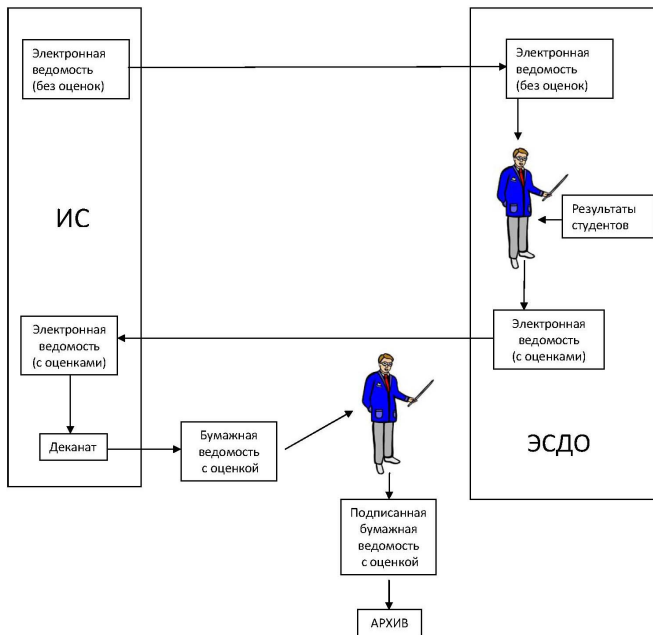 Электронная
ведомость
(без оценок)
Электронная
ведомость
(без оценок)
ИС
Результаты
студентов
Электронная
ведомость
(с оценками)
Электронная
ведомость
(с оценками)
Деканат
Бумажная
ведомость
с оценкой
ЭСДО
Подписанная
бумажная
ведомость
с оценкой
АРХИВ